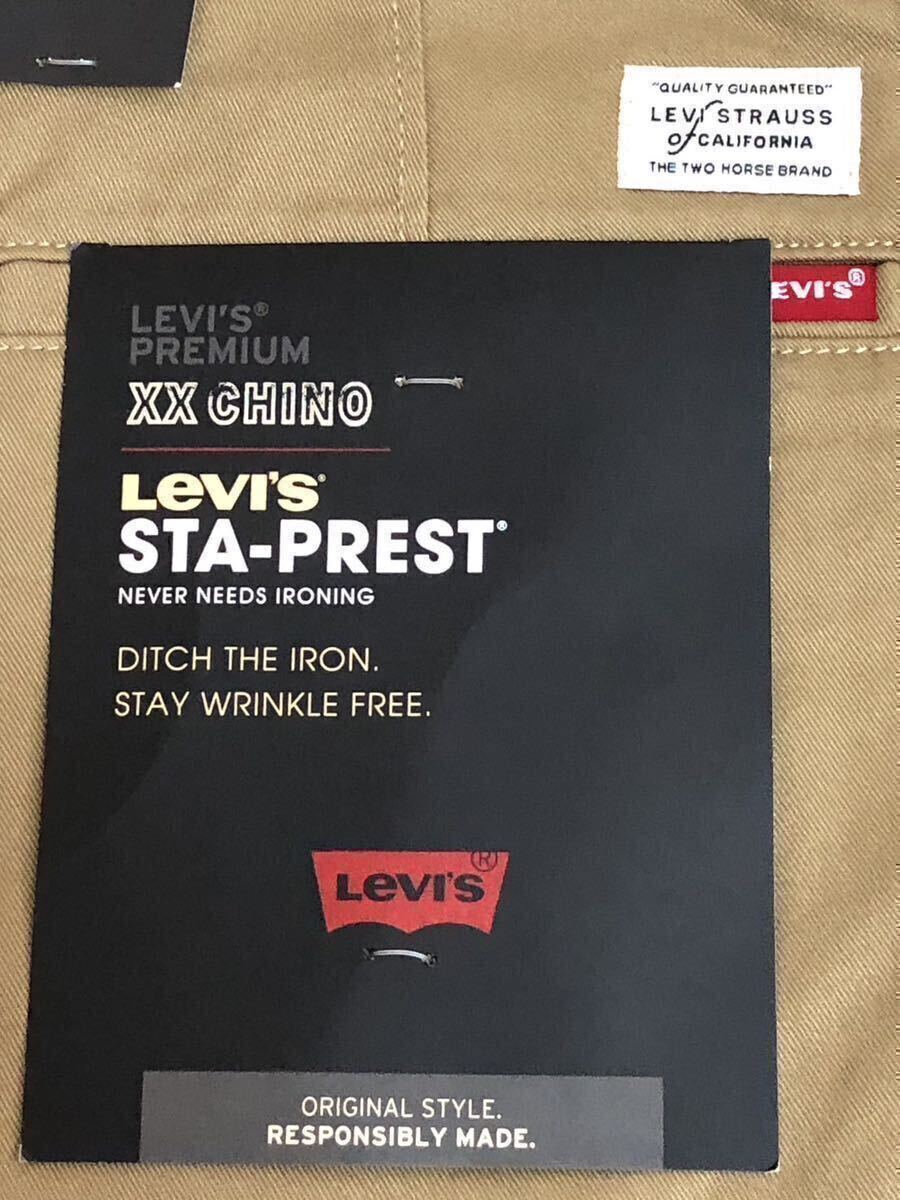 "QUALITY GUARANTEED"
LEVI STRAUSS
of CALIFORNIA
THE TWO HORSE BRAND
EVI'S®
LEVI'S®
PREMIUM
XX CHINO
LEVI'S®
STA-PREST®
NEVER NEEDS IRONING
DITCH THE IRON.
STAY WRINKLE FREE.
LEVI'S®
ORIGINAL STYLE.
RESPONSIBLY MADE.